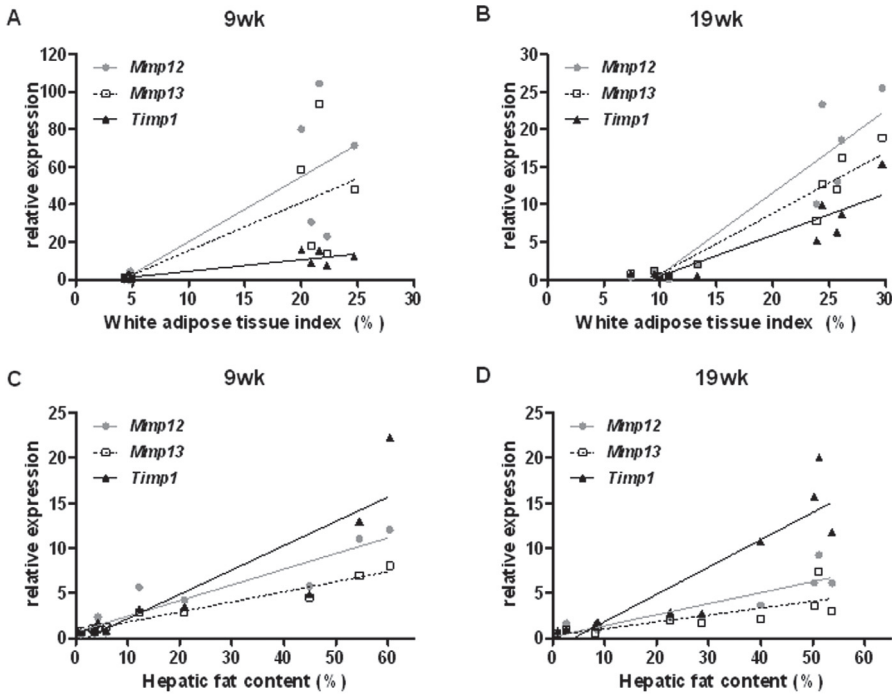 A
9wk
relative expression
120
100
80
60
40
20
0
Mmp12
Mmp13
Timp1
0 5 10 15 20 25 30
White adipose tissue index (%)
B
19wk
relative expression
30
25
20
15
10
5
0
Mmp12
Mmp13
Timp1
0 5 10 15 20 25 30
White adipose tissue index (%)
C
9wk
relative expression
25
20
15
10
5
0
Mmp12
Mmp13
Timp1
0 10 20 30 40 50 60
Hepatic fat content (%)
D
19wk
relative expression
25
20
15
10
5
0
Mmp12
Mmp13
Timp1
0 10 20 30 40 50 60
Hepatic fat content (%)